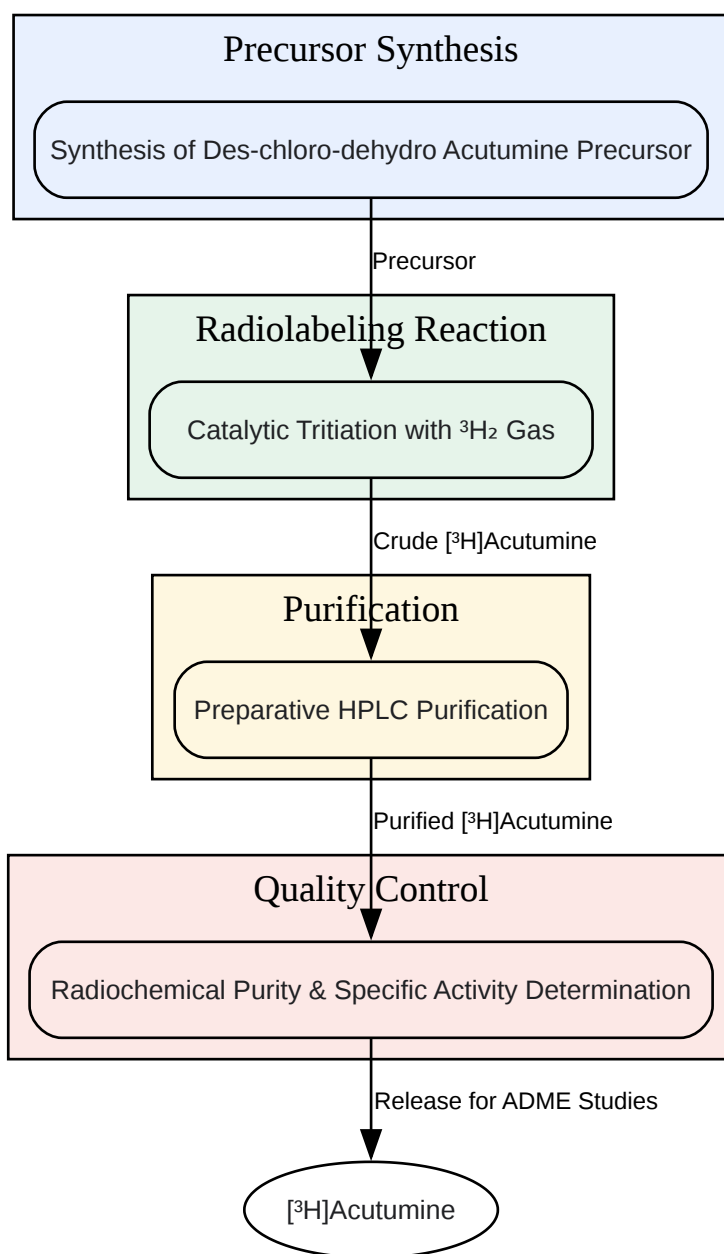 Precursor Synthesis
Synthesis of Des-chloro-dehydro Acutumine Precursor
Precursor
Radiolabeling Reaction
Catalytic Tritiation with ³H₂ Gas
Crude [³H]Acutumine
Purification
Preparative HPLC Purification
Purified [³H]Acutumine
Quality Control
Radiochemical Purity & Specific Activity Determination
Release for ADME Studies
[³H]Acutumine